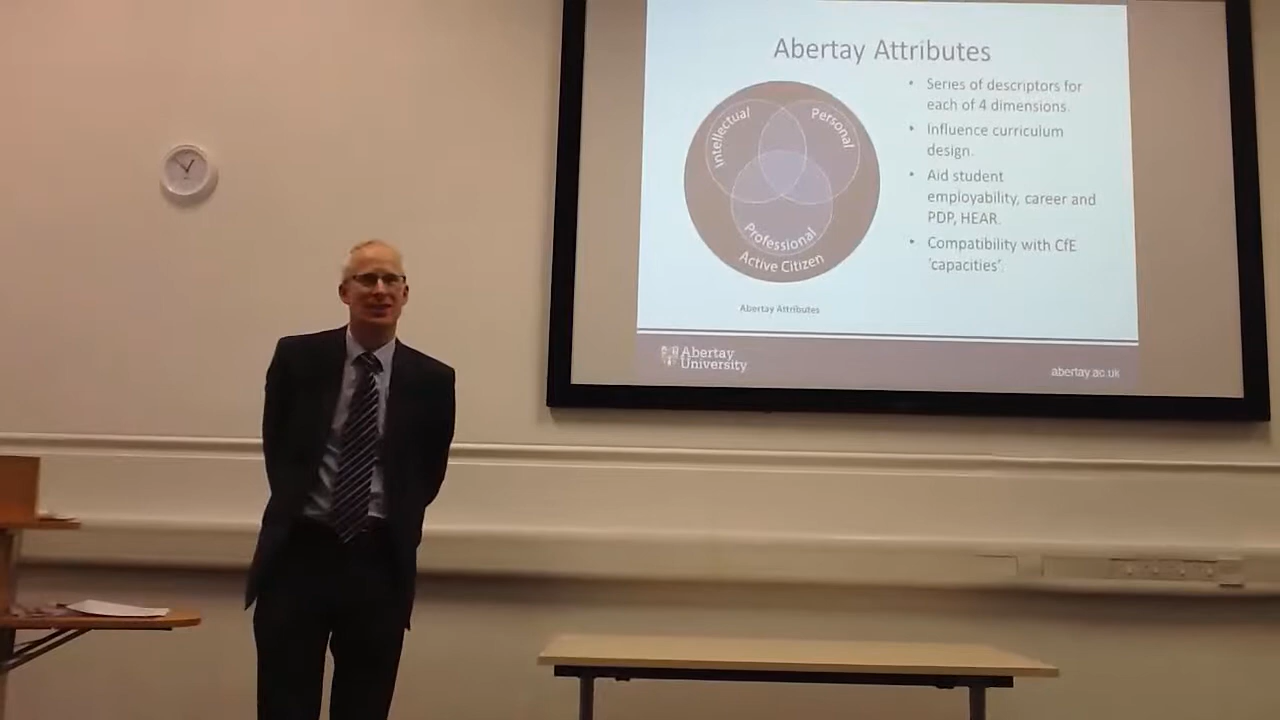 Abertay Attributes
Intellectual
Personal
Professional
Active Citizen
Abertay Attributes
• Series of descriptors for
each of 4 dimensions.
• Influence curriculum
design.
• Aid student
employability, career and
PDP, HEAR.
• Compatibility with CfE
‘capacities’.
Abertay
University
abertay.ac.uk